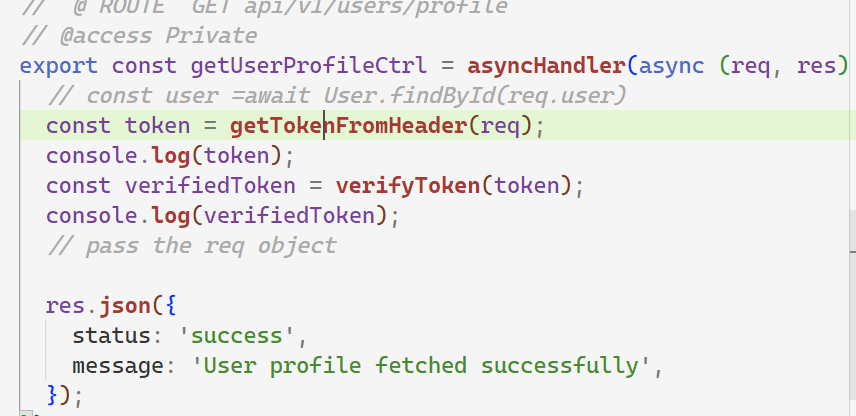 // @ ROUTE GET api/v1/users/profile
// @access Private
export const getUserProfileCtrl = asyncHandler(async (req, res)
// const user =await User.findById(req.user)
const token = getTokenFromHeader(req);
console.log(token);
const verifiedToken = verifyToken(token);
console.log(verifiedToken);
// pass the req object
res.json({
status: 'success',
message: 'User profile fetched successfully',
});